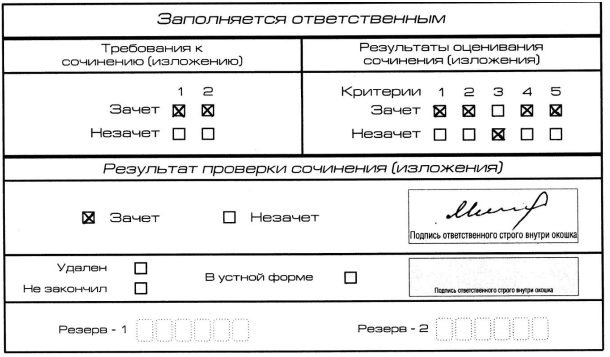 Заполняется ответственным
Требования к
сочинению (изложению)
Результаты оценивания
сочинения (изложения)
1 2
Зачет
Незачет
Критерии 1 2 3 4 5
Зачет
Незачет
Результат проверки сочинения (изложения)
Зачет Незачет
Подпись ответственного строго внутри окошка
Удален
Не закончил
В устной форме
Подпись ответственного строго внутри окошка
Резерв - 1
Резерв - 2